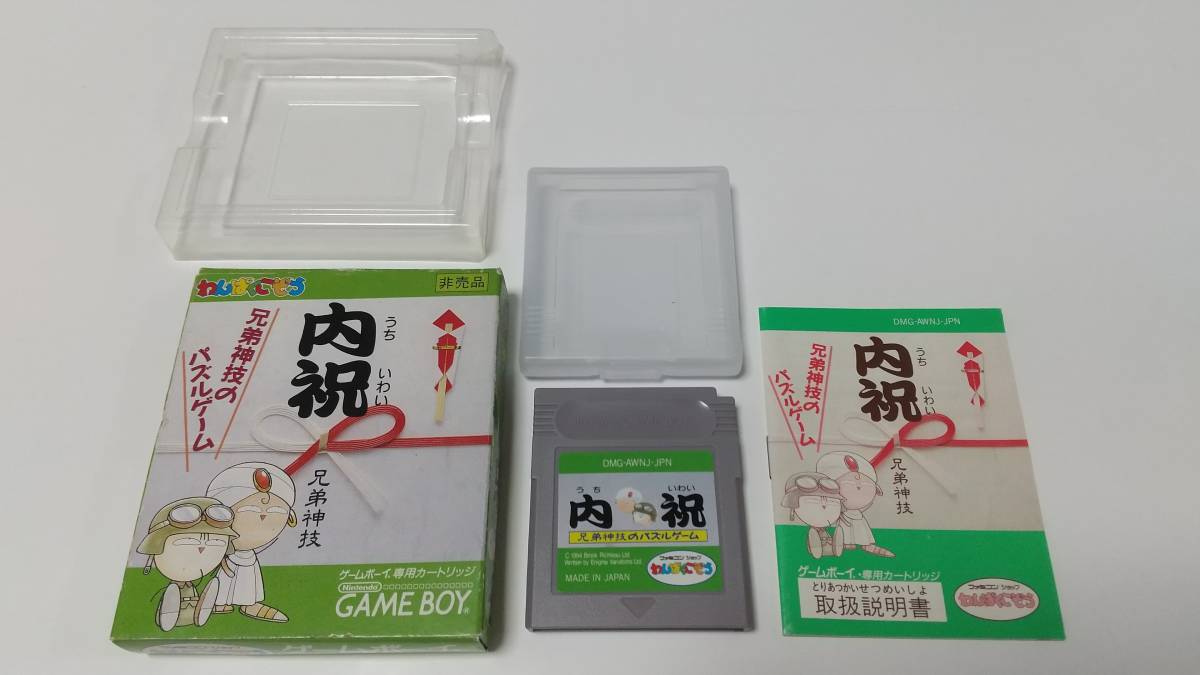 わんぱくこぞう
非売品
兄弟神技の
パズルゲーム
内祝
うち
いわい
兄弟神技
ゲームボーイ専用カートリッジ
Nintendo
GAME BOY
ゲームボーイ
DMG-AWNJ-JPN
うち
いわい
内祝
兄弟神技のパズルゲーム
MADE IN JAPAN
ファミコン ショップ
わんぱくこぞう
DMG-AWNJ-JPN
兄弟神技の
パズルゲーム
内祝
うち
いわい
兄弟神技
ゲームボーイ専用カートリッジ
とりあつかいせつめいしょ
取扱説明書
ファミコン ショップ
わんぱくこぞう